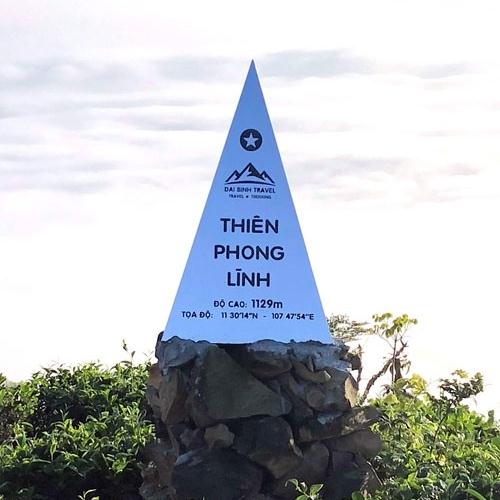 DAI BINH TRAVEL
TRAVEL & TREKKING
THIÊN
PHONG
LĨNH
ĐỘ CAO: 1129m
TỌA ĐỘ: 11 30'14"N - 107 47'54"E